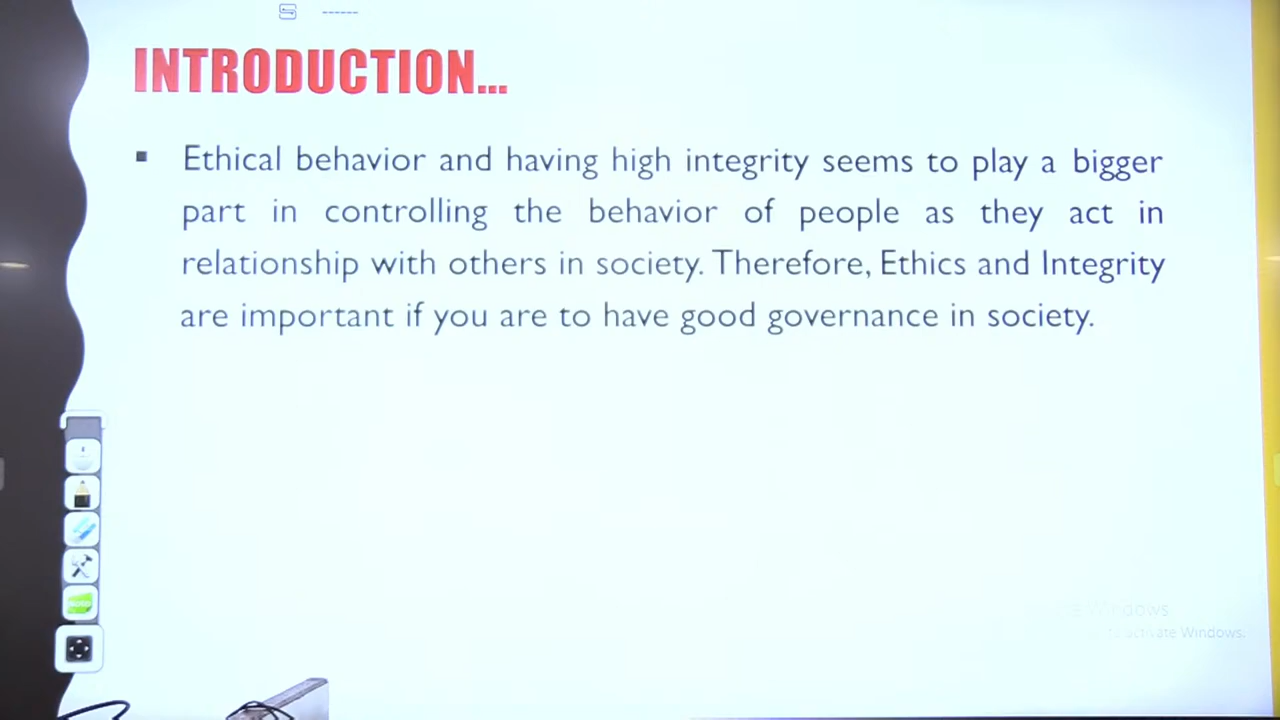 INTRODUCTION...
▪ Ethical behavior and having high integrity seems to play a bigger
part in controlling the behavior of people as they act in
relationship with others in society. Therefore, Ethics and Integrity
are important if you are to have good governance in society.
Windows
activate Windows.